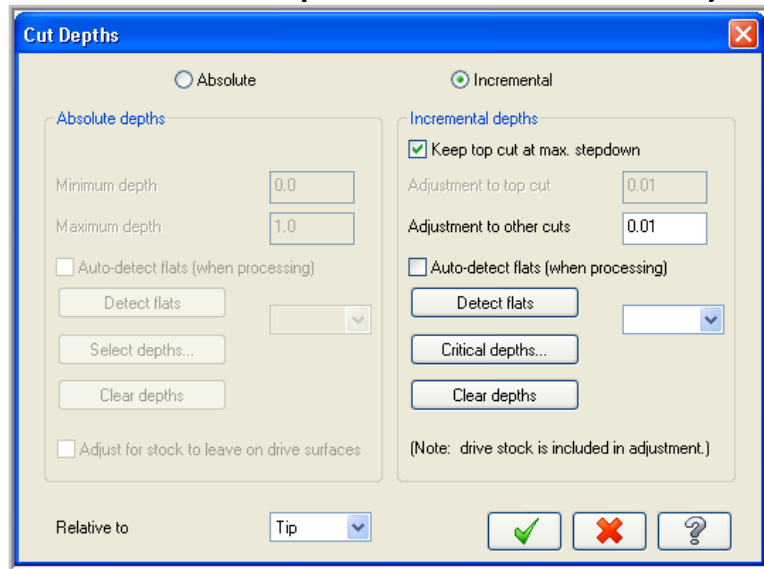 Cut Depths
Absolute
Incremental
Absolute depths
Minimum depth 0.0
Maximum depth 1.0
Auto-detect flats (when processing)
Detect flats
Select depths...
Clear depths
Adjust for stock to leave on drive surfaces
Incremental depths
Keep top cut at max. stepdown
Adjustment to top cut 0.01
Adjustment to other cuts 0.01
Auto-detect flats (when processing)
Detect flats
Critical depths...
Clear depths
(Note: drive stock is included in adjustment.)
Relative to Tip